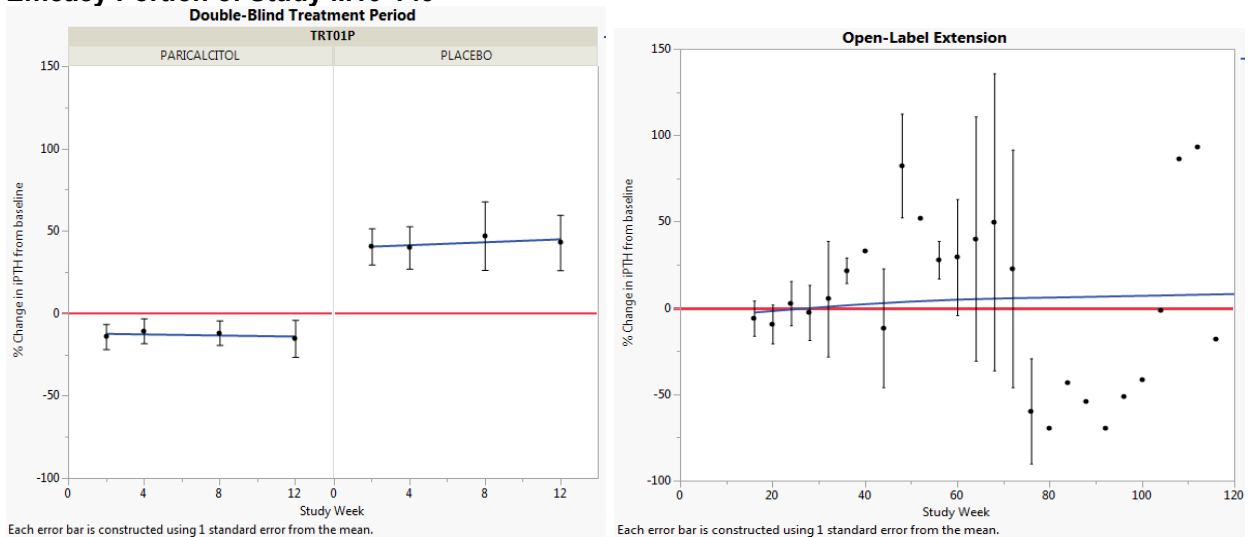 Double-Blind Treatment Period
TRT01P
PARICALCITOL PLACEBO
150
100
50
0
-50
-100
% Change in iPTH from baseline
0 4 8 12 0 4 8 12
Study Week
Each error bar is constructed using 1 standard error from the mean.
Open-Label Extension
150
100
50
0
-50
-100
% Change in iPTH from baseline
0 20 40 60 80 100 120
Study Week
Each error bar is constructed using 1 standard error from the mean.